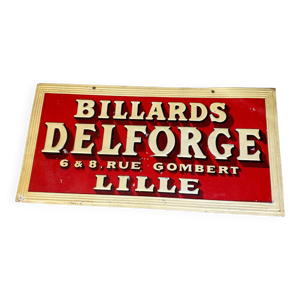 BILLARDS
DELFORGE
6 & 8. RUE GOMBERT
LILLE